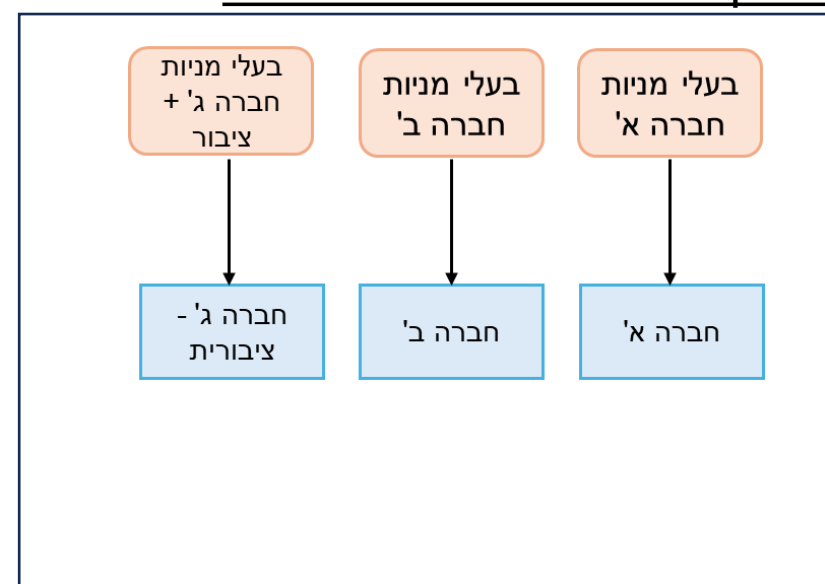 בעלי מניות
חברה א'
בעלי מניות
חברה ב'
בעלי מניות
חברה ג' +
ציבור
חברה א'
חברה ב'
חברה ג' -
ציבורית